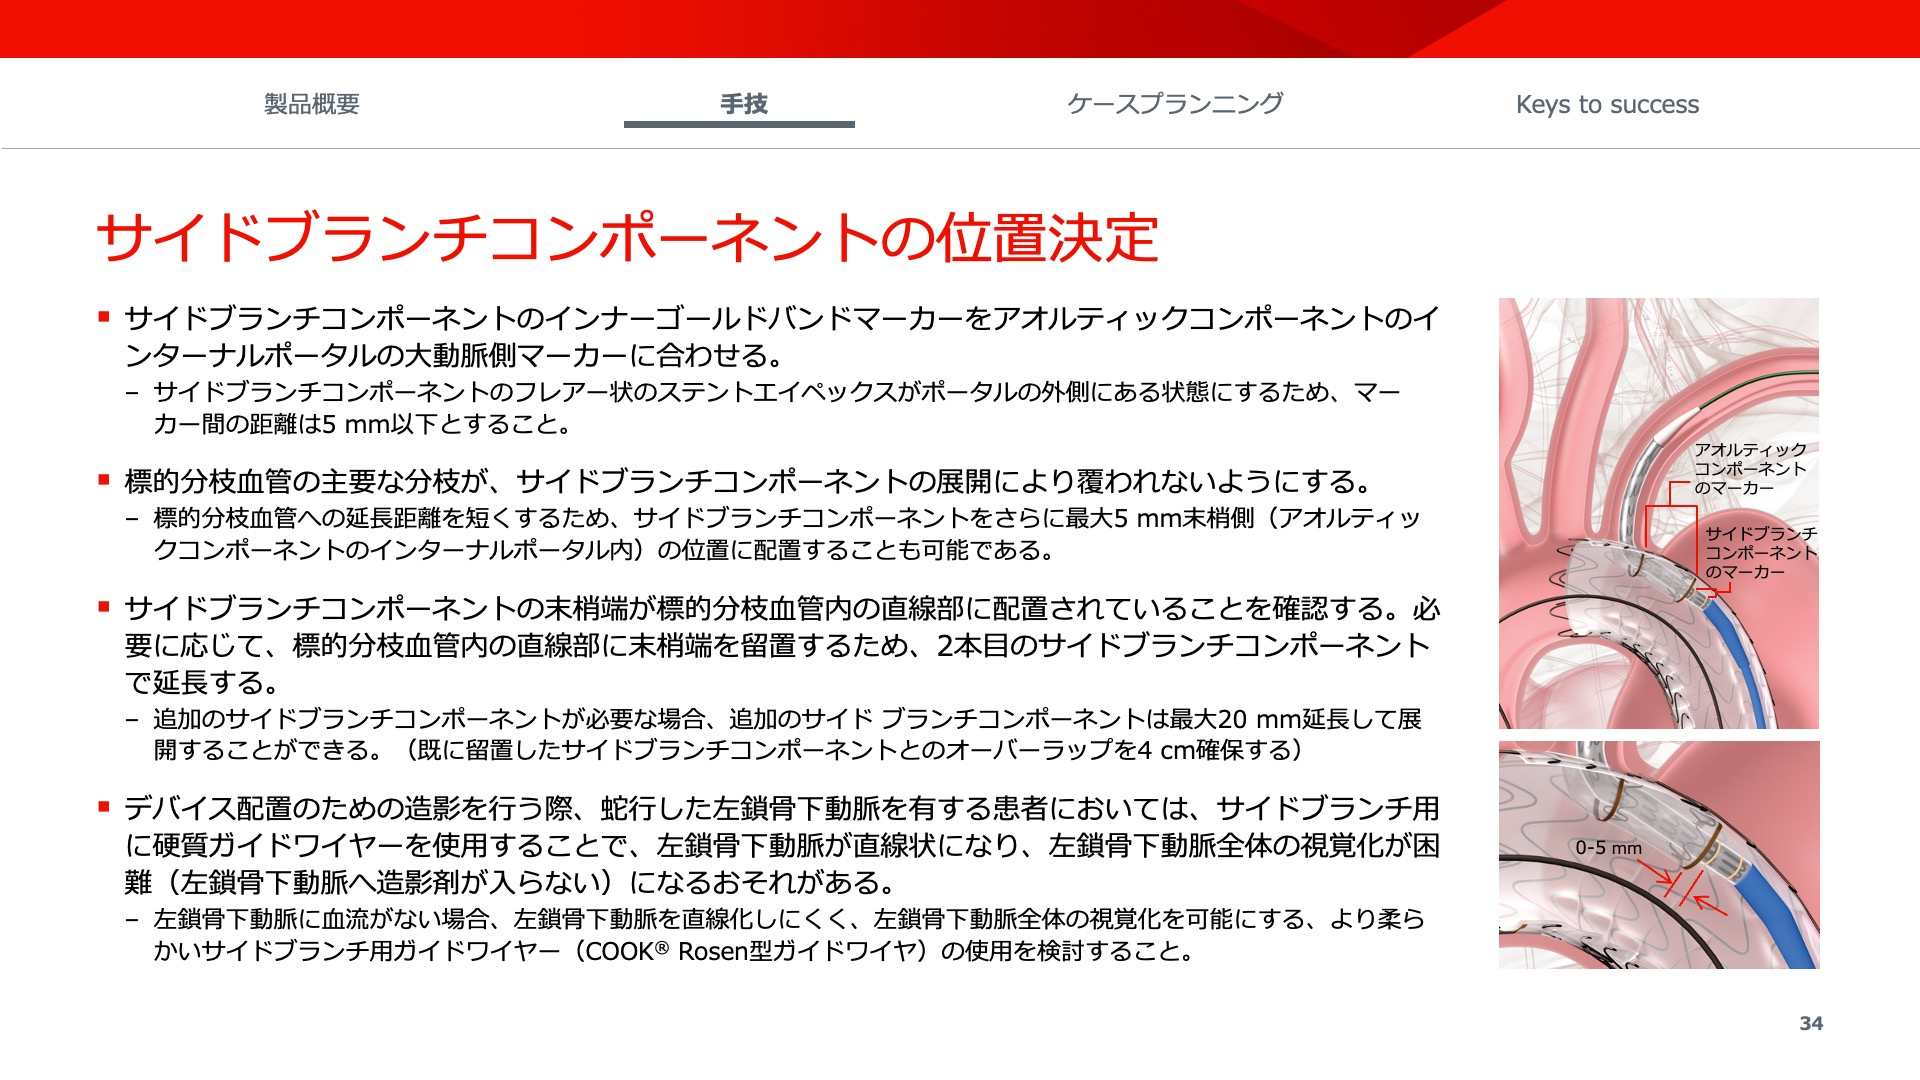 製品概要
手技
ケースプランニング
Keys to success
サイドブランチコンポーネントの位置決定
サイドブランチコンポーネントのインナーゴールドバンドマーカーをアオルティックコンポーネントのイ
ンターナルポータルの大動脈側マーカーに合わせる。
– サイドブランチコンポーネントのフレアー状のステントエイペックスがポータルの外側にある状態にするため、マー
カー間の距離は5 mm以下とすること。
標的分枝血管の主要な分枝が、サイドブランチコンポーネントの展開により覆われないようにする。
– 標的分枝血管への延長距離を短くするため、サイドブランチコンポーネントをさらに最大5 mm末梢側（アオルティッ
クコンポーネントのインターナルポータル内）の位置に配置することも可能である。
サイドブランチコンポーネントの末梢端が標的分枝血管内の直線部に配置されていることを確認する。必
要に応じて、標的分枝血管内の直線部に末梢端を留置するため、2本目のサイドブランチコンポーネント
で延長する。
– 追加のサイドブランチコンポーネントが必要な場合、追加のサイド ブランチコンポーネントは最大20 mm延長して展
開することができる。（既に留置したサイドブランチコンポーネントとのオーバーラップを4 cm確保する）
デバイス配置のための造影を行う際、蛇行した左鎖骨下動脈を有する患者においては、サイドブランチ用
に硬質ガイドワイヤーを使用することで、左鎖骨下動脈が直線状になり、左鎖骨下動脈全体の視覚化が困
難（左鎖骨下動脈へ造影剤が入らない）になるおそれがある。
– 左鎖骨下動脈に血流がない場合、左鎖骨下動脈を直線化しにくく、左鎖骨下動脈全体の視覚化を可能にする、より柔ら
かいサイドブランチ用ガイドワイヤー（COOK® Rosen型ガイドワイヤ）の使用を検討すること。
アオルティック
コンポーネント
のマーカー
サイドブランチ
コンポーネント
のマーカー
0-5 mm
34